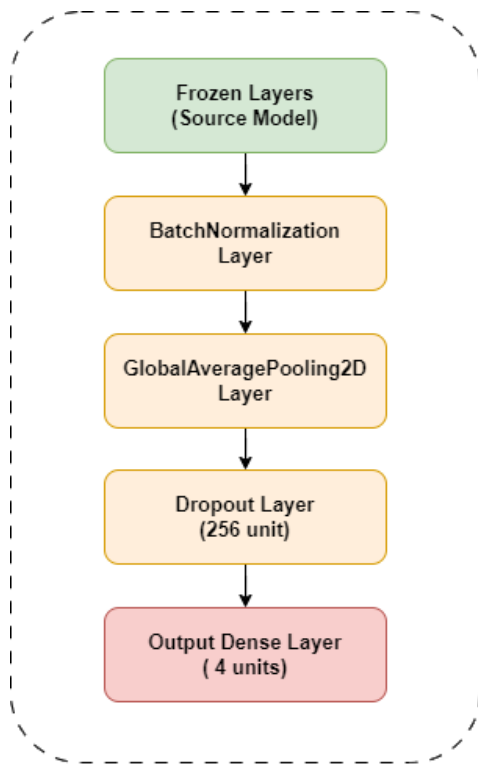 Frozen Layers
(Source Model)
BatchNormalization
Layer
GlobalAveragePooling2D
Layer
Dropout Layer
(256 unit)
Output Dense Layer
( 4 units)